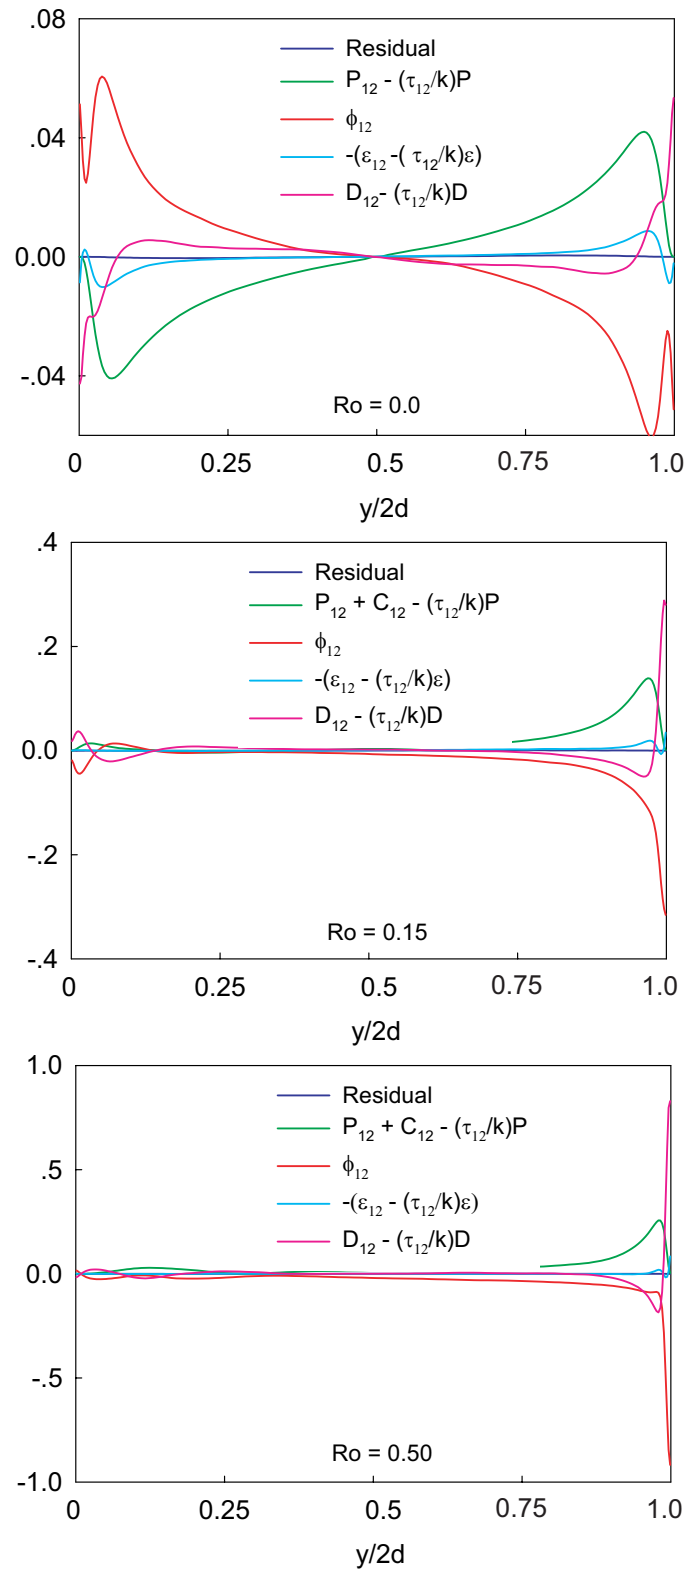 .08
Residual
P₁₂ - (τ₁₂/k)P
.04
ϕ₁₂
-(ε₁₂ -( τ₁₂/k)ε)
D₁₂- (τ₁₂/k)D
0.00
-.04
Ro = 0.0
0 0.25 0.5 0.75 1.0
y/2d
.4
Residual
P₁₂ + C₁₂ - (τ₁₂/k)P
.2
ϕ₁₂
-(ε₁₂ - (τ₁₂/k)ε)
D₁₂ - (τ₁₂/k)D
0.0
-.2
Ro = 0.15
-.4
0 0.25 0.5 0.75 1.0
y/2d
1.0
Residual
P₁₂ + C₁₂ - (τ₁₂/k)P
.5
ϕ₁₂
-(ε₁₂ - (τ₁₂/k)ε)
D₁₂ - (τ₁₂/k)D
0.0
-.5
Ro = 0.50
-1.0
0 0.25 0.5 0.75 1.0
y/2d